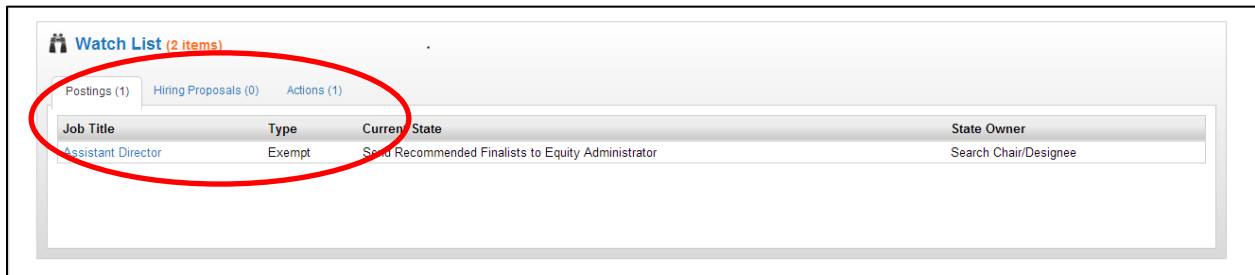 Watch List (2 items)
.
Postings (1) Hiring Proposals (0) Actions (1)
Job Title Type Current State State Owner
Assistant Director Exempt Send Recommended Finalists to Equity Administrator Search Chair/Designee